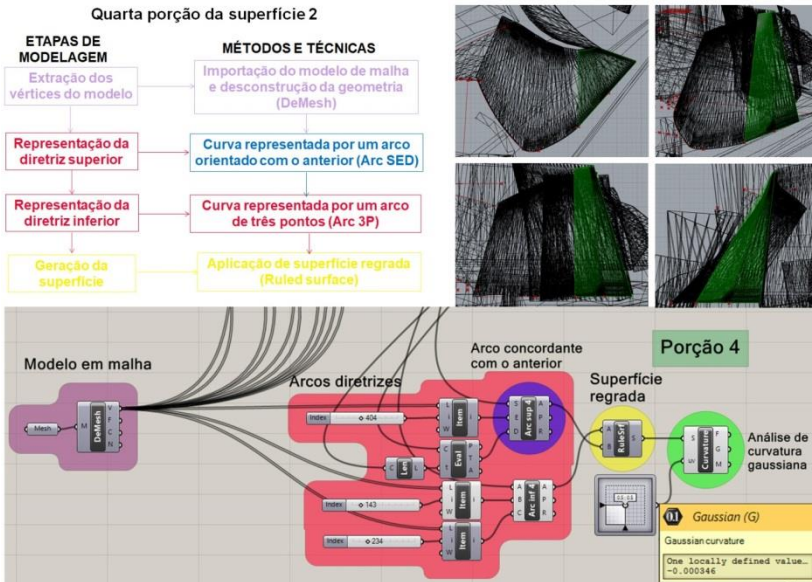 Quarta porção da superfície 2
ETAPAS DE
MODELAGEM
MÉTODOS E TÉCNICAS
Extração dos
vértices do modelo
Importação do modelo de malha
e desconstrução da geometria
(DeMesh)
Representação da
diretriz superior
Curva representada por um arco
orientado com o anterior (Arc SED)
Representação da
diretriz inferior
Curva representada por um arco
de três pontos (Arc 3P)
Geração da
superfície
Aplicação de superfície regrada
(Ruled surface)
Modelo em malha
Mesh
M
DeMesh
V
F
C
N
Arcos diretrizes
Index
404
L
i
W
Item
i
C
Len
L
C
t
Eval
P
T
A
Index
143
L
i
W
Item
i
Index
234
L
i
W
Item
i
Arco concordante
com o anterior
S
E
D
Arc sup 4
A
P
R
A
B
C
Arc inf 4
A
P
R
Superfície
regrada
A
B
RuleSrf
S
Porção 4
S
uv
Curvature
F
G
M
Análise de
curvatura
gaussiana
Gaussian (G)
Gaussian curvature
One locally defined value…
-0.000346